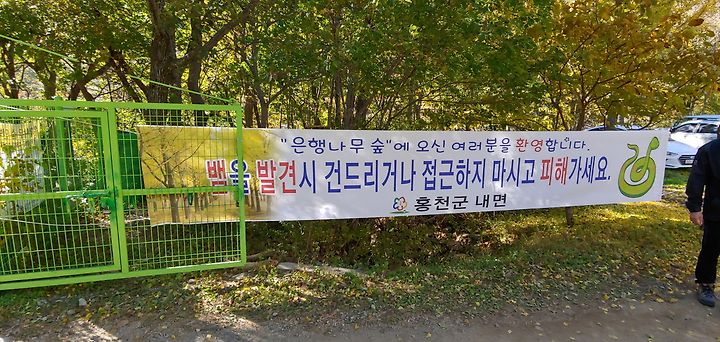 "은행나무 숲"에 오신 여러분을 환영합니다.
뱀을 발견시 건드리거나 접근하지 마시고 피해가세요.
홍천군 내면